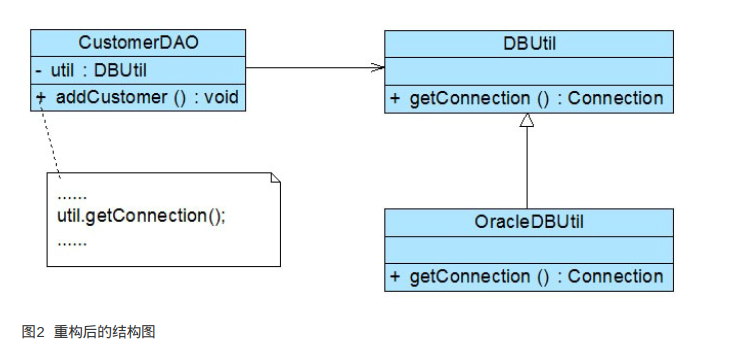 CustomerDAO
- util : DBUtil
+ addCustomer () : void
DBUtil
+ getConnection () : Connection
......
util.getConnection();
......
OracleDBUtil
+ getConnection () : Connection
图2 重构后的结构图